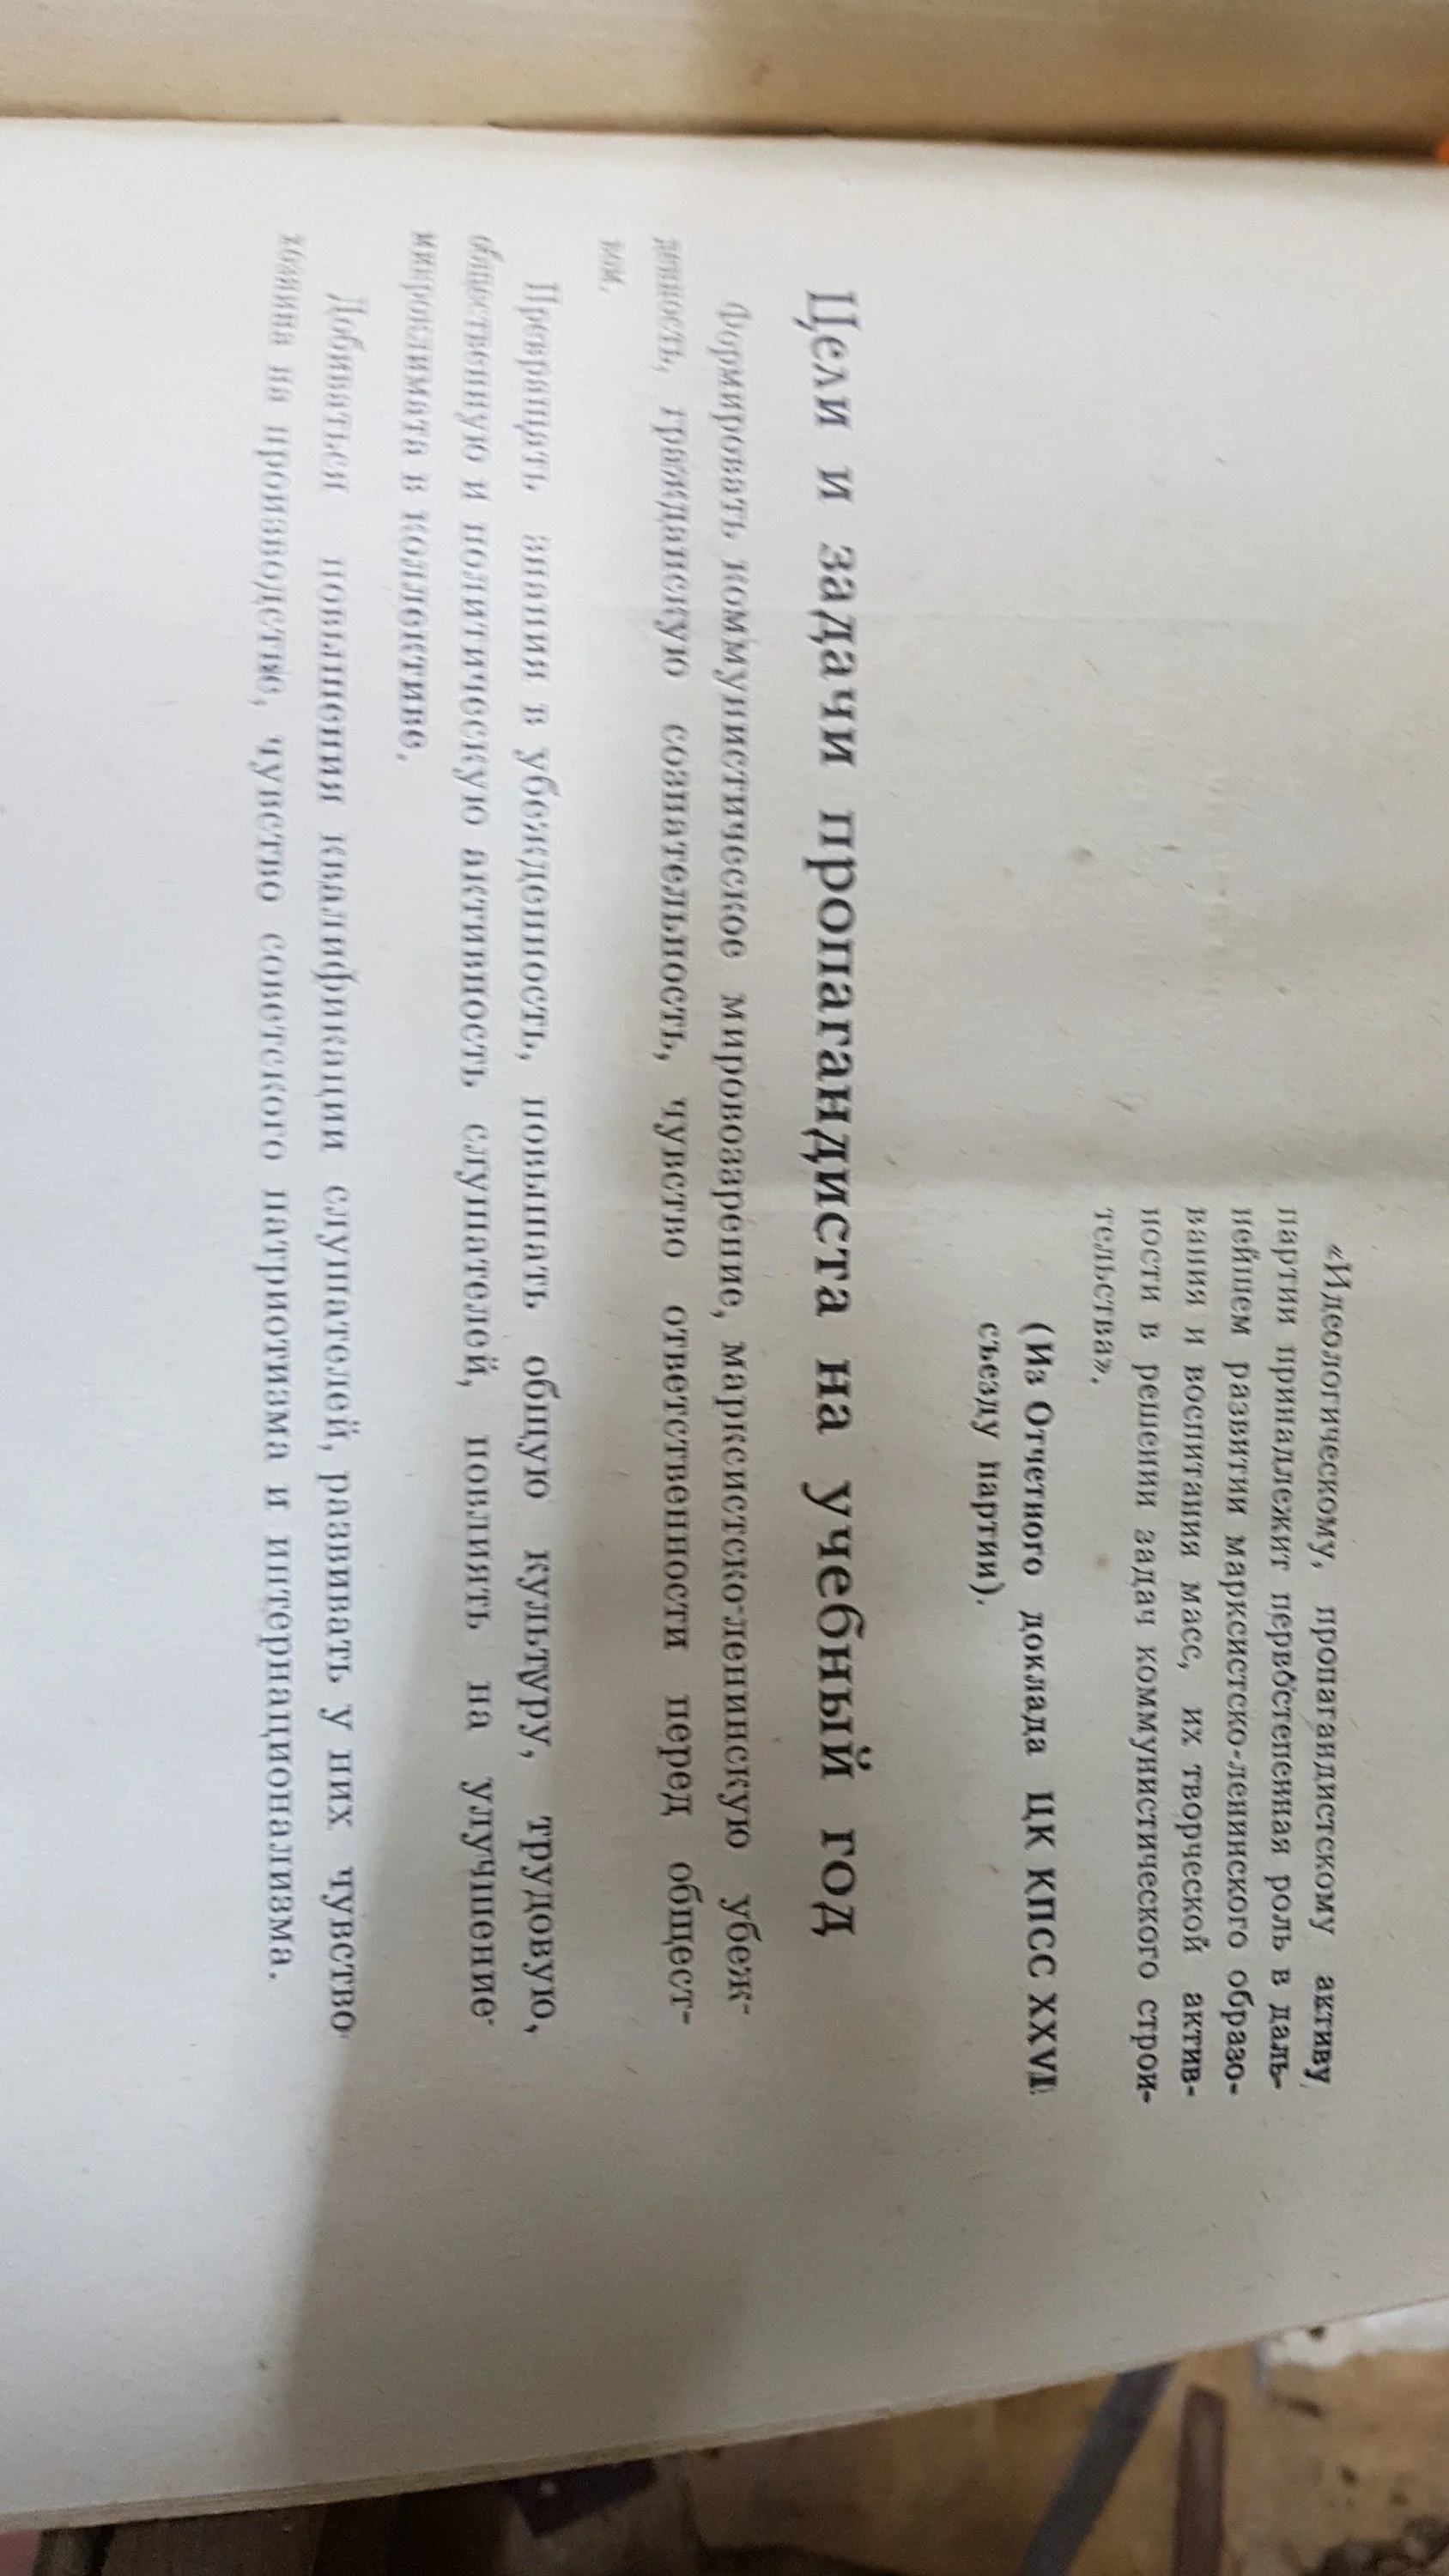 «Идеологическому, пропагандистскому активу
партии принадлежит первостепенная роль в даль-
нейшем развитии марксистско-ленинского образо-
вания и воспитания масс, их творческой актив-
ности в решении задач коммунистического строи-
тельства».
(Из Отчетного доклада ЦК КПСС XXVI
съезду партии).
Цели и задачи пропагандиста на учебный год
Формировать коммунистическое мировоззрение, марксистско-ленинскую убеж-
денность, гражданскую сознательность, чувство ответственности перед общест-
вом.
Превращать знания в убежденность, повышать общую культуру, трудовую,
общественную и политическую активность слушателей, повлиять на улучшение
микроклимата в коллективе.
Добиваться повышения квалификации слушателей, развивать у них чувство
хозяина на производстве, чувство советского патриотизма и интернационализма.